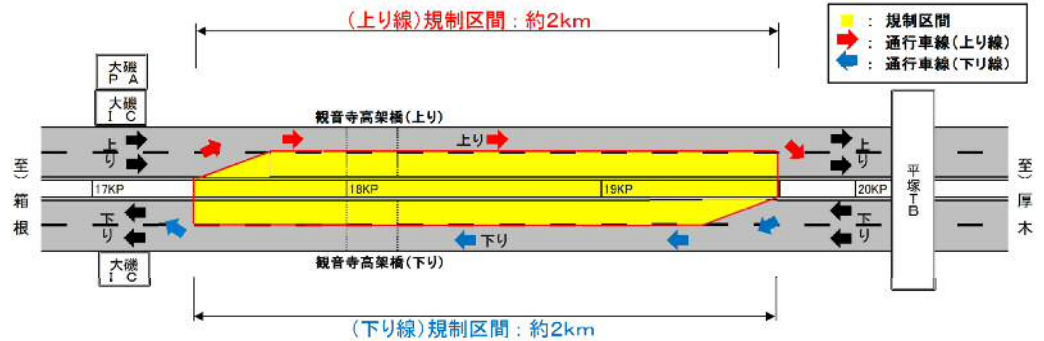 (上り線)規制区間：約2km
： 規制区間
： 通行車線(上り線)
： 通行車線(下り線)
大磯
PA
大磯
IC
観音寺高架橋(上り)
上り
上り
上り
至)箱根
17KP
18KP
19KP
20KP
平塚TB
至)厚木
下り
下り
下り
大磯
IC
観音寺高架橋(下り)
(下り線)規制区間：約2km